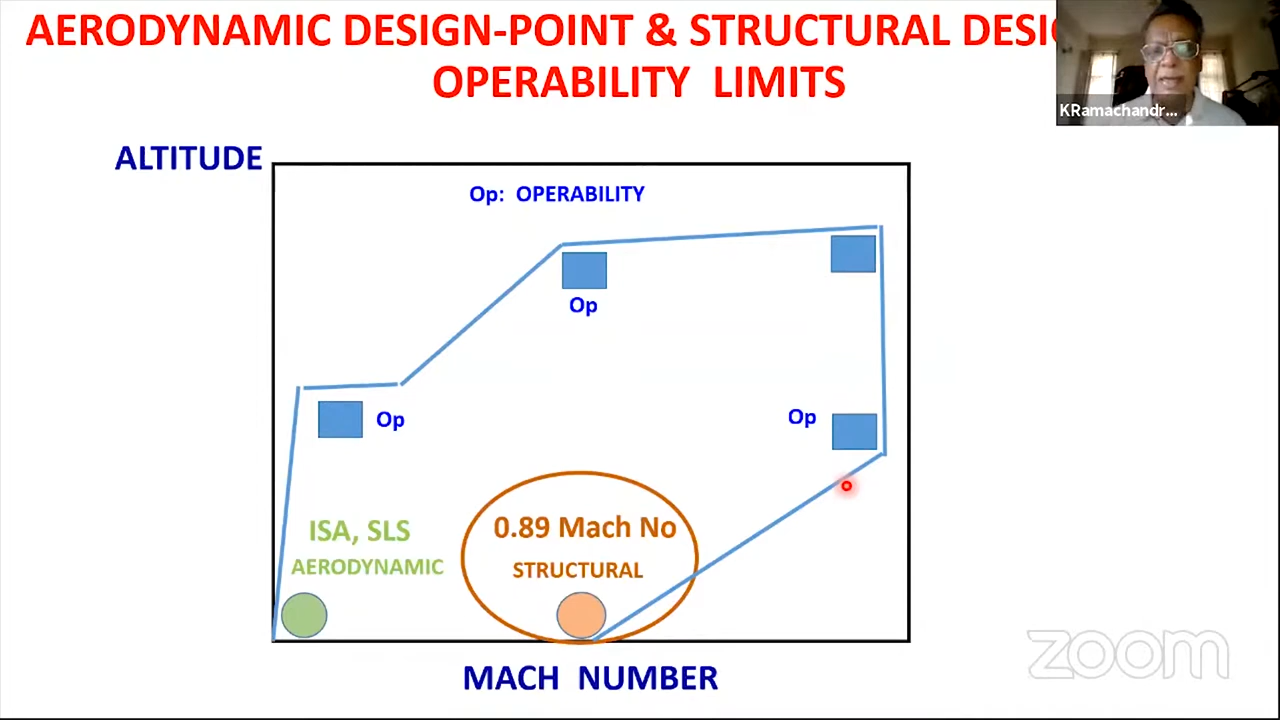 AERODYNAMIC DESIGN-POINT & STRUCTURAL
OPERABILITY LIMITS
KRamachandr...
ALTITUDE
Op: OPERABILITY
Op
Op
Op
ISA, SLS
AERODYNAMIC
0.89 Mach No
STRUCTURAL
MACH NUMBER
zoom